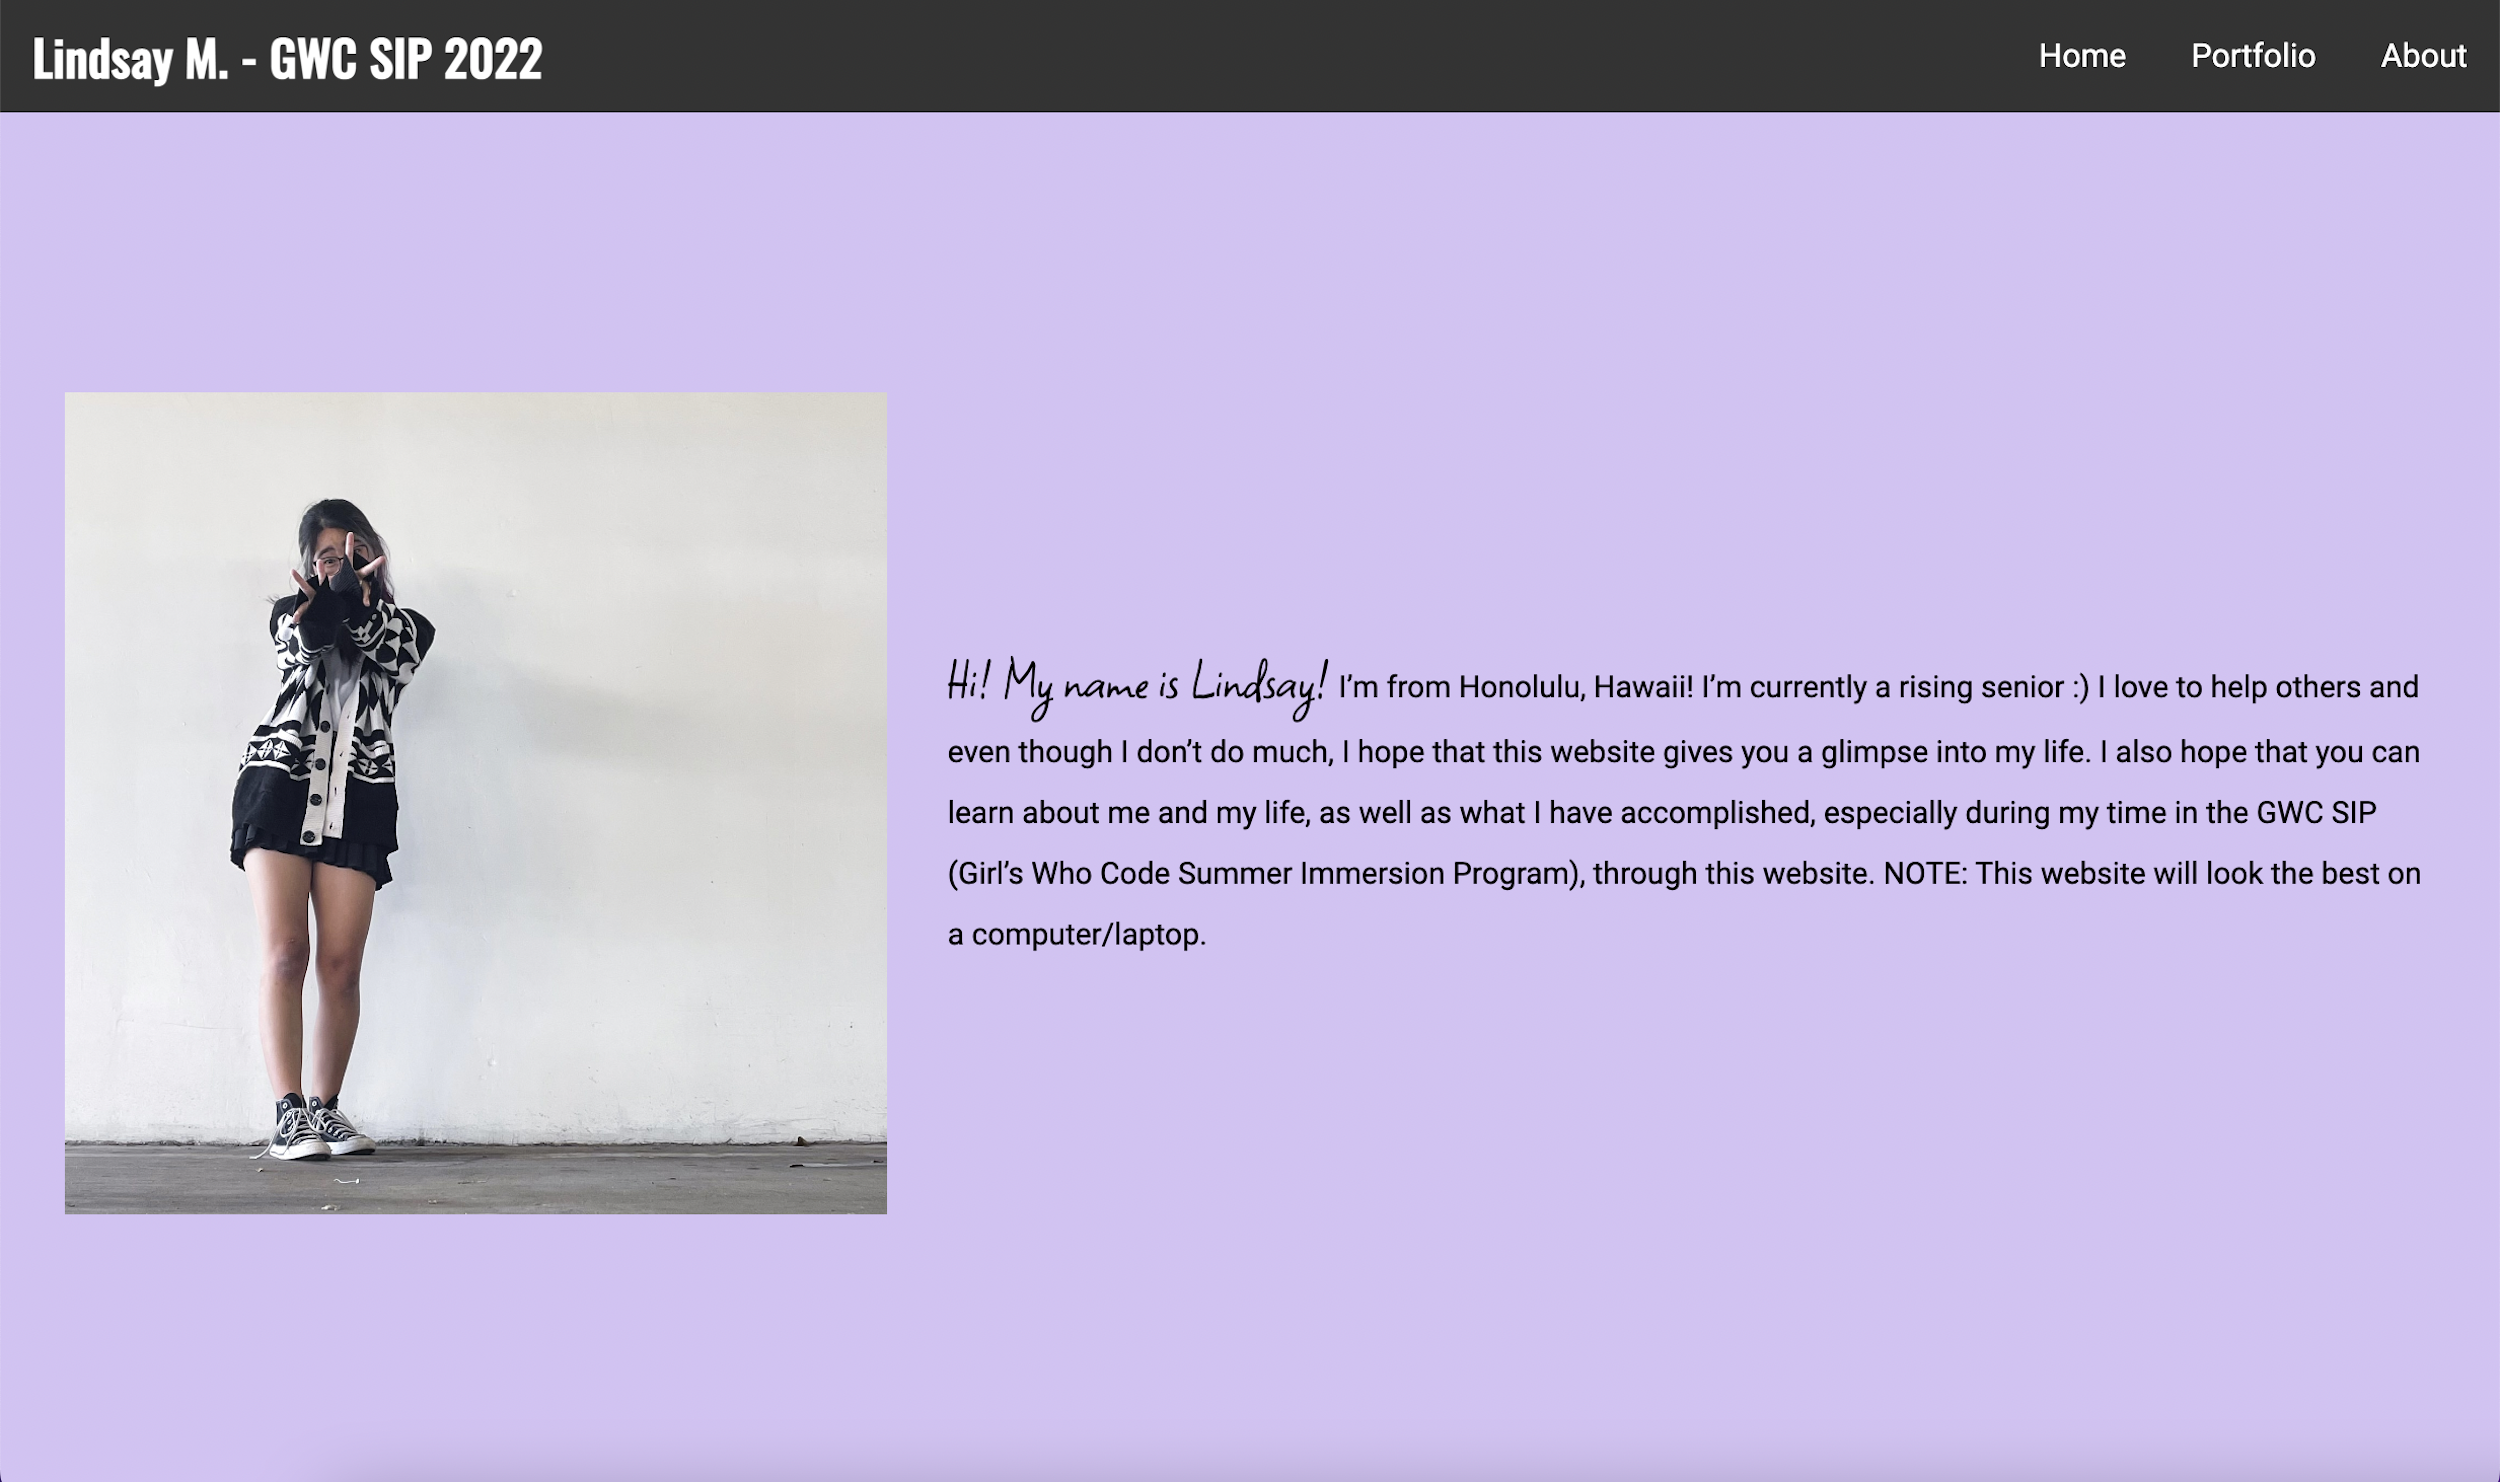 Lindsay M. - GWC SIP 2022
Home Portfolio About
Hi! My name is Lindsay! I’m from Honolulu, Hawaii! I’m currently a rising senior :) I love to help others and
even though I don’t do much, I hope that this website gives you a glimpse into my life. I also hope that you can
learn about me and my life, as well as what I have accomplished, especially during my time in the GWC SIP
(Girl’s Who Code Summer Immersion Program), through this website. NOTE: This website will look the best on
a computer/laptop.